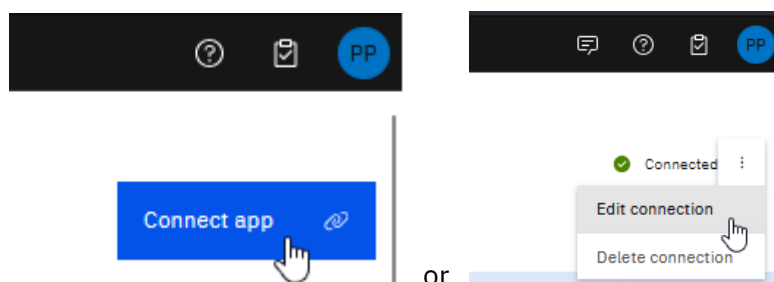 PP
PP
Connected
Connect app
Edit connection
Delete connection
or